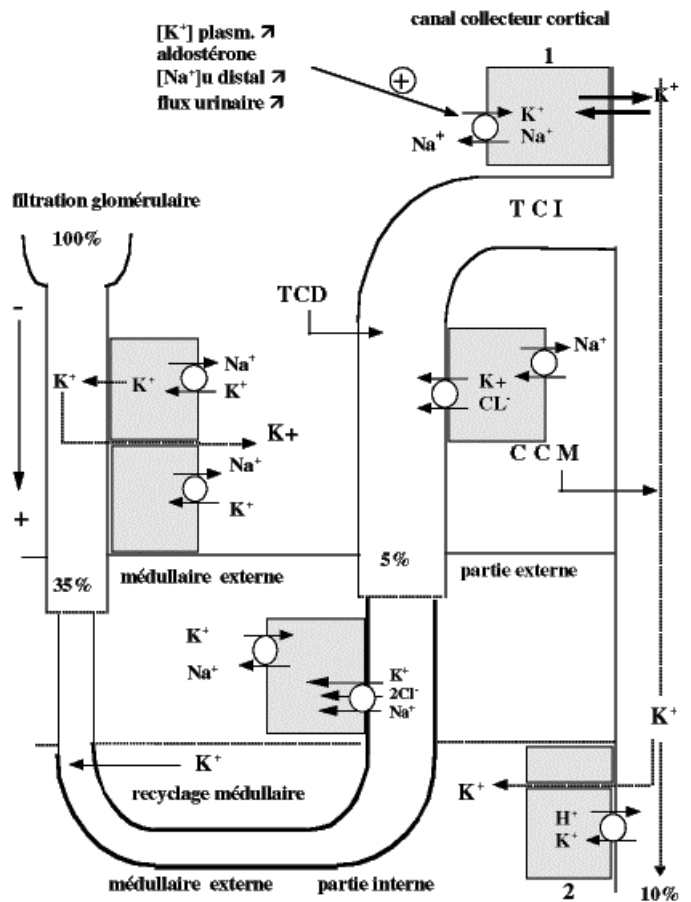 canal collecteur cortical
[K⁺] plasm. ↗
aldostérone
[Na⁺]u distal ↗
flux urinaire ↗
+
1
K⁺
K⁺
Na⁺
Na⁺
filtration glomérulaire
100%
T C I
TCD
-
Na⁺
K⁺
K⁺
K⁺
K+
Na⁺
K⁺
+
Na⁺
K+
CL⁻
C C M
35%
médullaire externe
5%
partie externe
K⁺
Na⁺
K⁺
2Cl⁻
Na⁺
K⁺
K⁺
recyclage médullaire
K⁺
H⁺
K⁺
médullaire externe
partie interne
2
10%